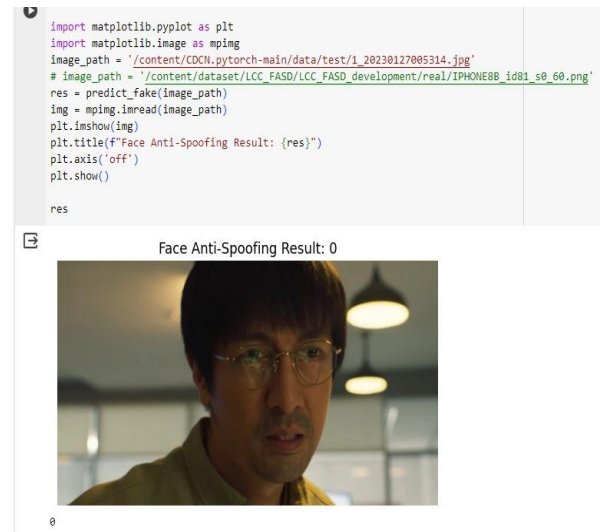 import matplotlib.pyplot as plt
import matplotlib.image as mpimg
image_path = '/content/CDCN.pytorch-main/data/test/1_20230127005314.jpg'
# image_path = '/content/dataset/LCC_FASD/LCC_FASD_development/real/IPHONE8B_id81_s0_60.png'
res = predict_fake(image_path)
img = mpimg.imread(image_path)
plt.imshow(img)
plt.title(f"Face Anti-Spoofing Result: {res}")
plt.axis('off')
plt.show()
res
Face Anti-Spoofing Result: 0
0